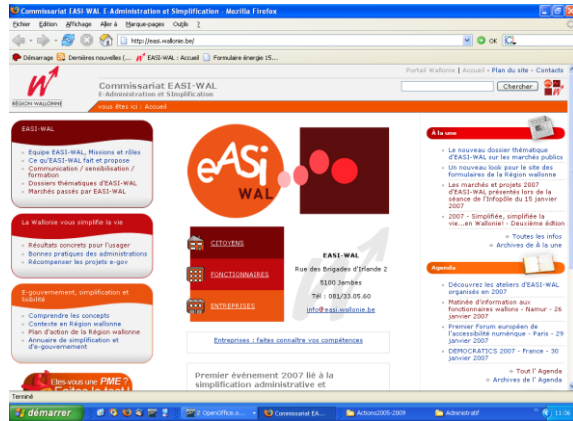 Commissariat EASI-WAL E-Administration et SImplification - Mozilla Firefox
Fichier Edition Affichage Aller à Marque-pages Outils ?
http://easi.wallonie.be/
OK
Démarrage Dernières nouvelles (... EASI-WAL : Accueil Formulaire énergie 15...
Portail Wallonie | Accueil - Plan du site - Contacts
W
REGION WALLONNE
Commissariat EASI-WAL
E-Administration et SImplification
Chercher
vous êtes ici : Accueil
EASI-WAL
Equipe EASI-WAL, Missions et rôles
Ce qu'EASI-WAL fait et propose
Communication / sensibilisation /
formation
Dossiers thématiques d'EASI-WAL
Marchés passés par EASI-WAL
La Wallonie vous simplifie la vie
Résultats concrets pour l'usager
Bonnes pratiques des administrations
Récompenser les projets e-gov
E-gouvernement, simplification et
lisibilité
Comprendre les concepts
Contexte en Région wallonne
Plan d'action de la Région wallonne
Annuaire de simplification et
d'e-gouvernement
Etes-vous une PME ?
Faites le test !
eASi
WAL
CITOYENS
FONCTIONNAIRES
ENTREPRISES
EASI-WAL
Rue des Brigades d'Irlande 2
5100 Jambes
Tél : 081/33.05.60
info@easi.wallonie.be
Entreprises : faites connaître vos compétences
Premier événement 2007 lié à la
simplification administrative et
A la une
Le nouveau dossier thématique
d'EASI-WAL sur les marchés publics
Un nouveau look pour le site des
formulaires de la Région wallonne
Les marchés et projets 2007
d'EASI-WAL présentés lors de la
séance de l'Infopôle du 15 janvier
2007
2007 - Simplifiée, simplifiée la
vie...en Wallonie! - Deuxième édition
Toutes les infos
Archives de À la une
Agenda
Découvrez les ateliers d'EASI-WAL
organisés en 2007
Matinée d'information aux
fonctionnaires wallons - Namur - 26
janvier 2007
Premier Forum européen de
l'accessibilité numérique - Paris - 29
janvier 2007
DEMOCRATICS 2007 - France - 30
janvier 2007
Tout l' Agenda
Archives de l' Agenda
Terminé
démarrer
2 OpenOffice.o...
Commissariat EA...
Actions2005-2009
Administratif
11:06